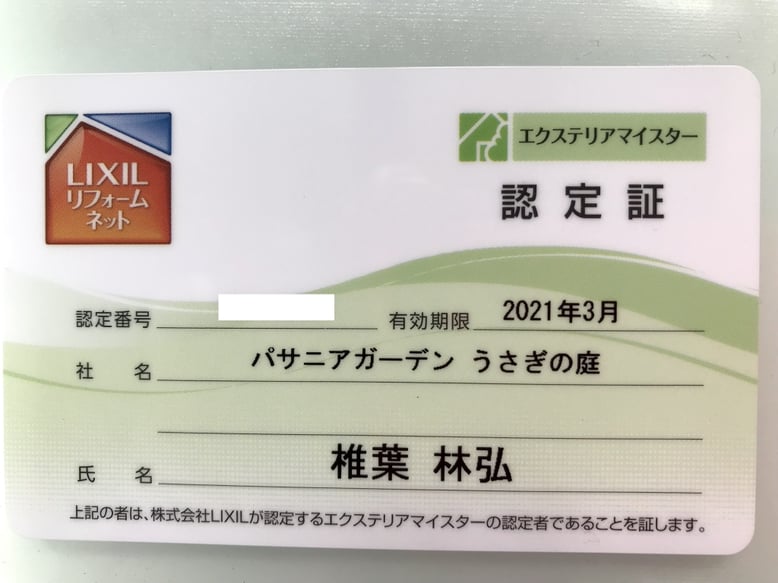 LIXIL
リフォーム
ネット
エクステリアマイスター
認定証
認定番号
有効期限 2021年3月
社名 パサニアガーデン うさぎの庭
氏名 椎葉 林弘
上記の者は、株式会社LIXILが認定するエクステリアマイスターの認定者であることを証します。